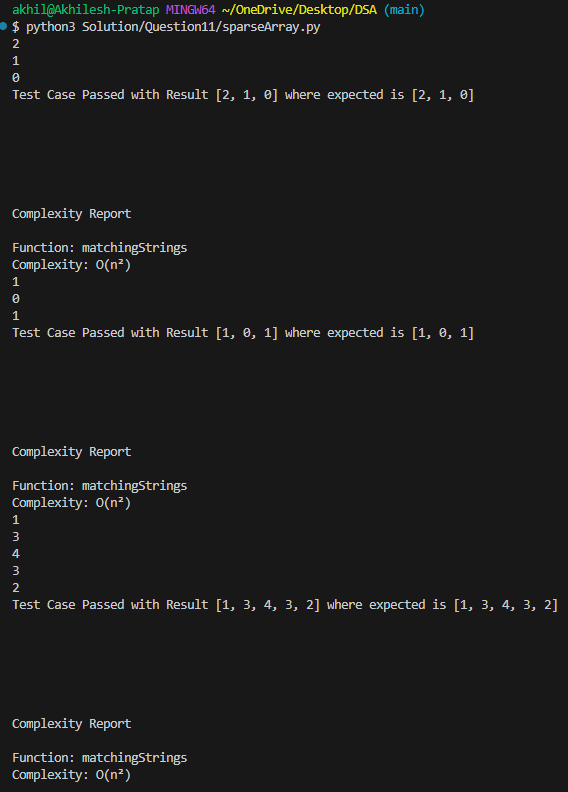 akhil@Akhilesh-Pratap MINGW64 ~/OneDrive/Desktop/DSA (main)
$ python3 Solution/Question11/sparseArray.py
2
1
0
Test Case Passed with Result [2, 1, 0] where expected is [2, 1, 0]
Complexity Report
Function: matchingStrings
Complexity: O(n²)
1
0
1
Test Case Passed with Result [1, 0, 1] where expected is [1, 0, 1]
Complexity Report
Function: matchingStrings
Complexity: O(n²)
1
3
4
3
2
Test Case Passed with Result [1, 3, 4, 3, 2] where expected is [1, 3, 4, 3, 2]
Complexity Report
Function: matchingStrings
Complexity: O(n²)